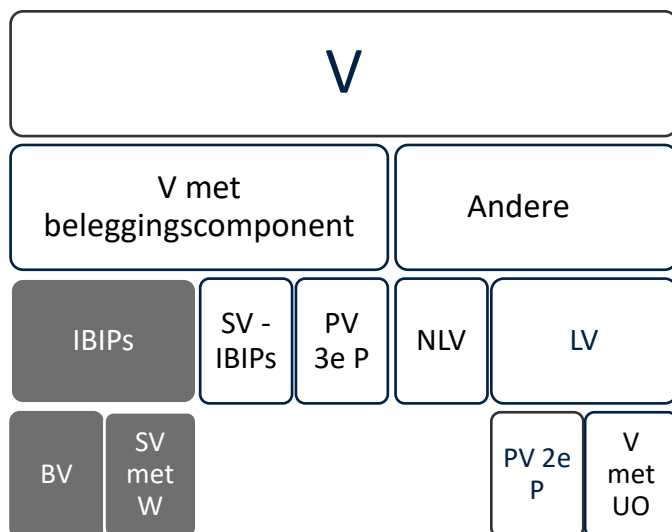 V
V met
beleggingscomponent
Andere
IBIPs
SV -
IBIPs
PV
3e P
NLV
LV
BV
SV
met
W
PV 2e
P
V
met
UO